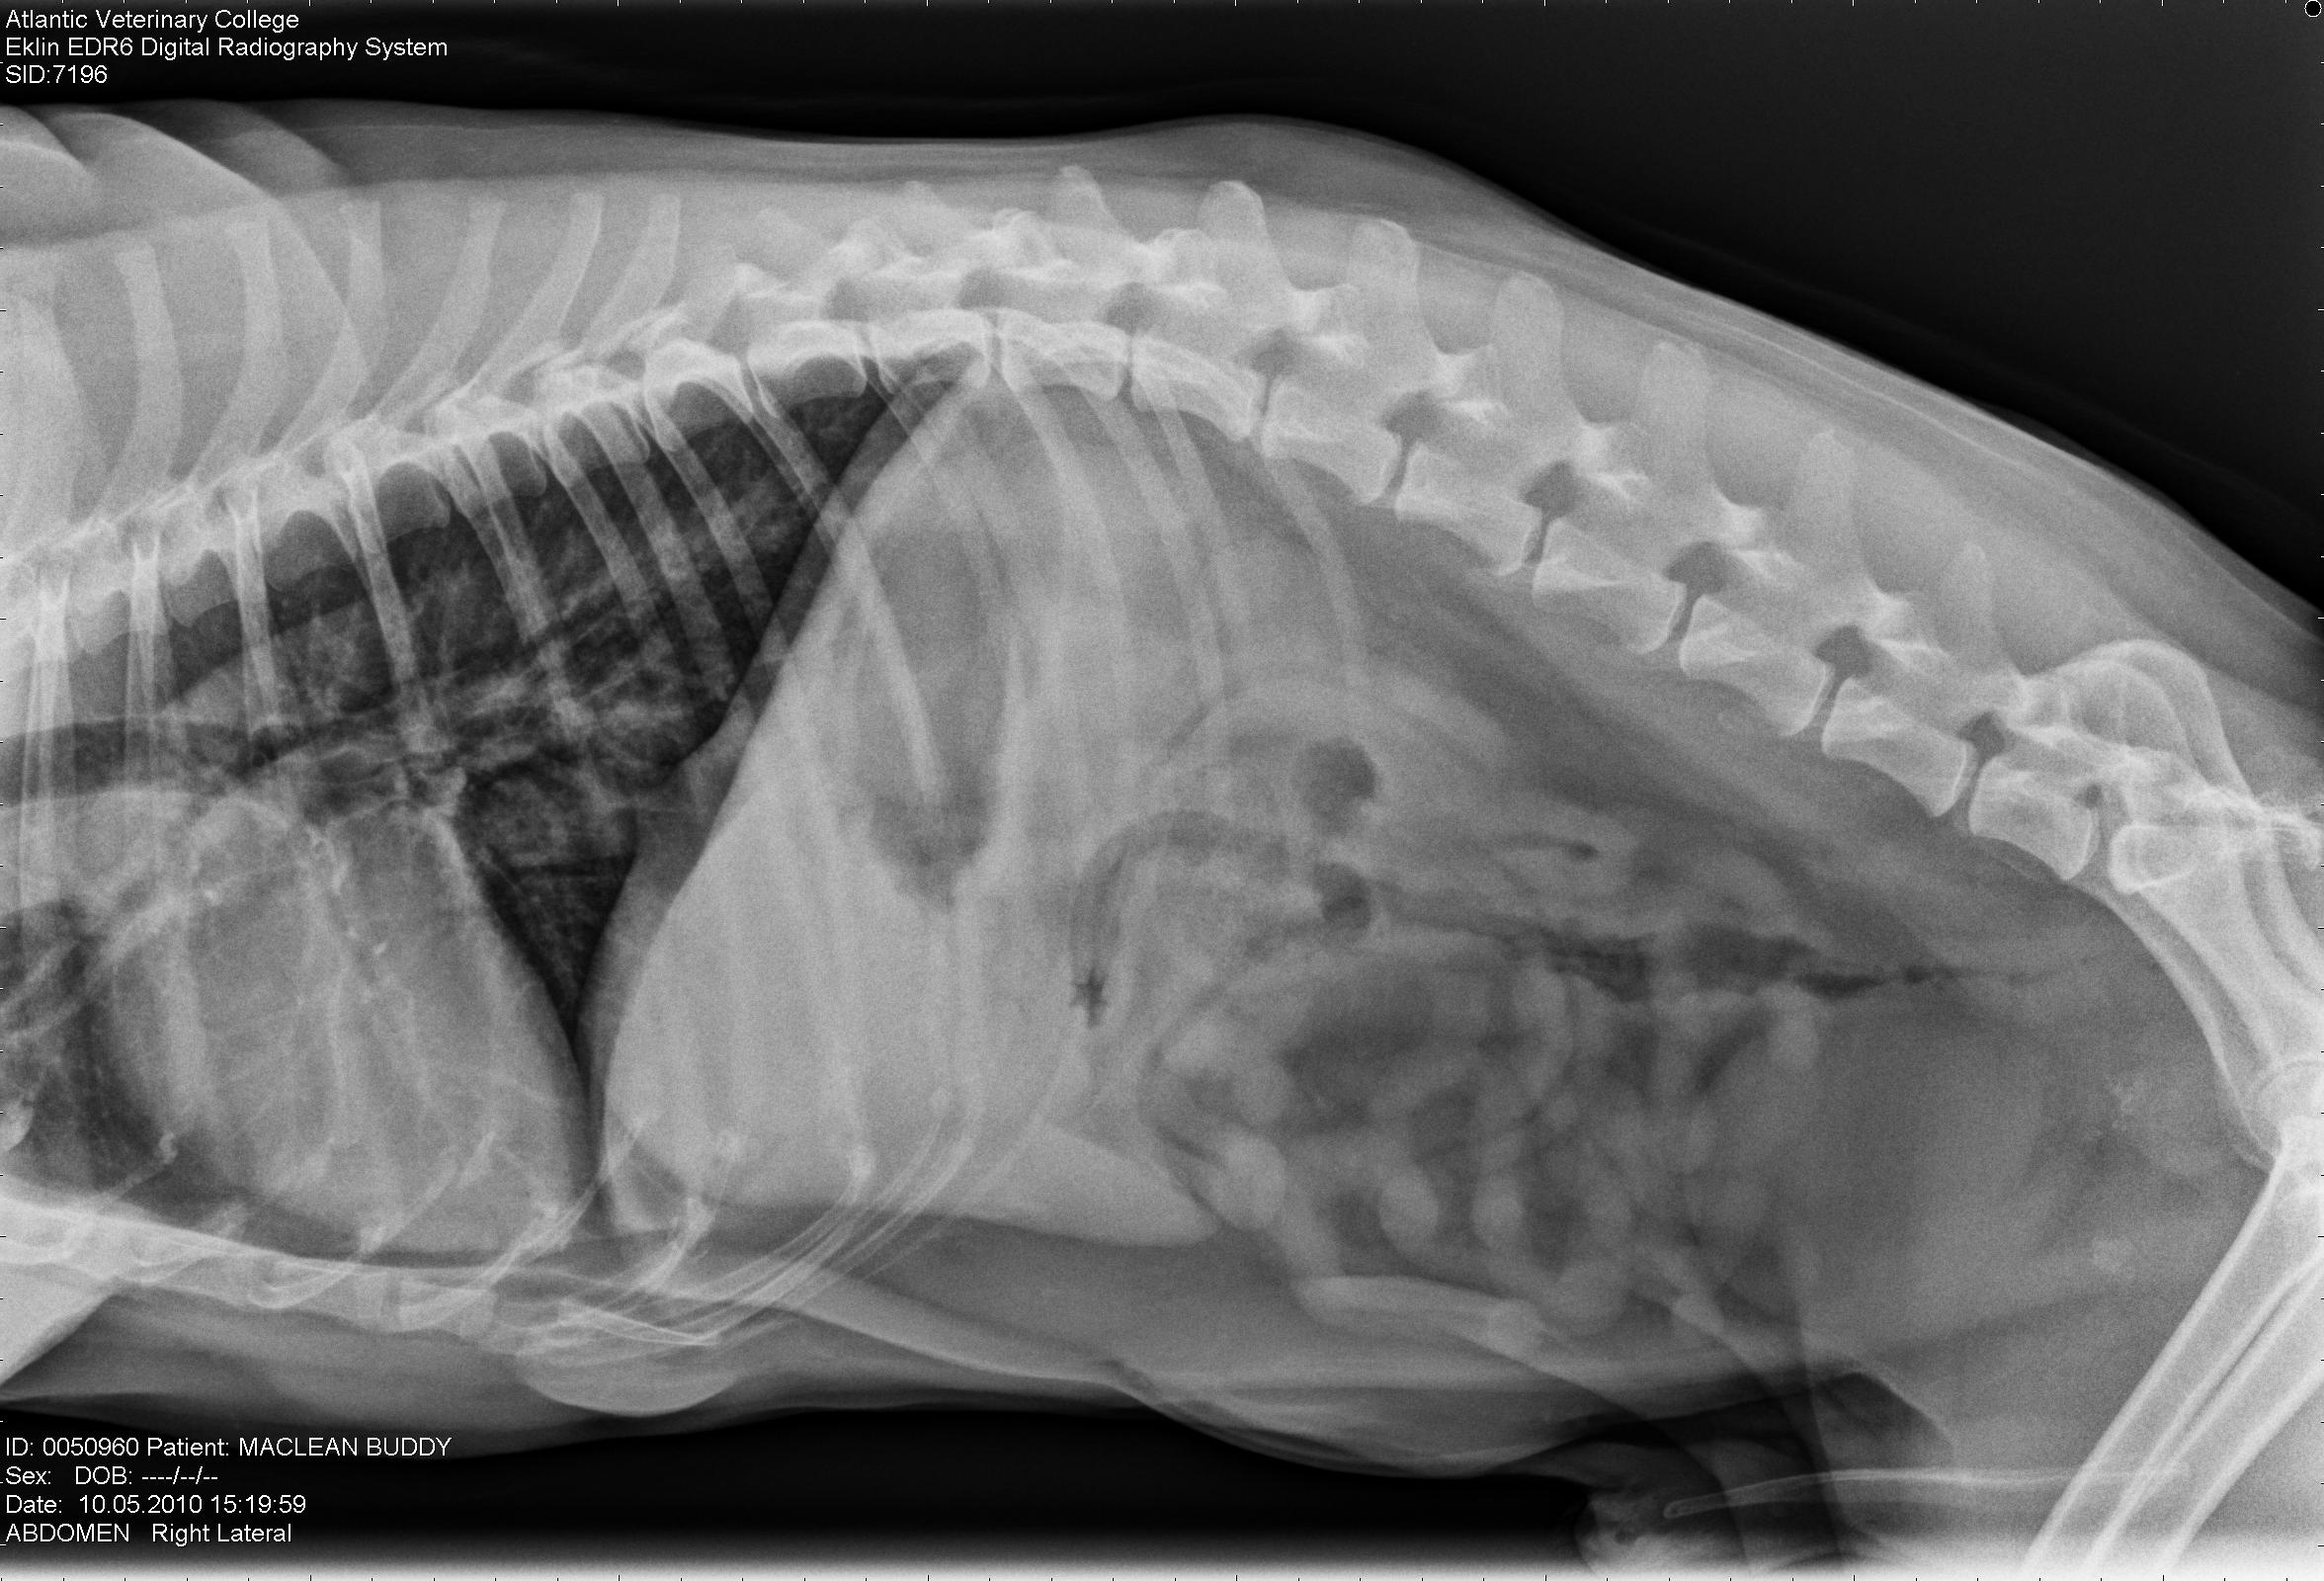 Atlantic Veterinary College
Eklin EDR6 Digital Radiography System
SID:7196
ID: 0050960 Patient: MACLEAN BUDDY
Sex: DOB: ----/--/--
Date: 10.05.2010 15:19:59
ABDOMEN Right Lateral